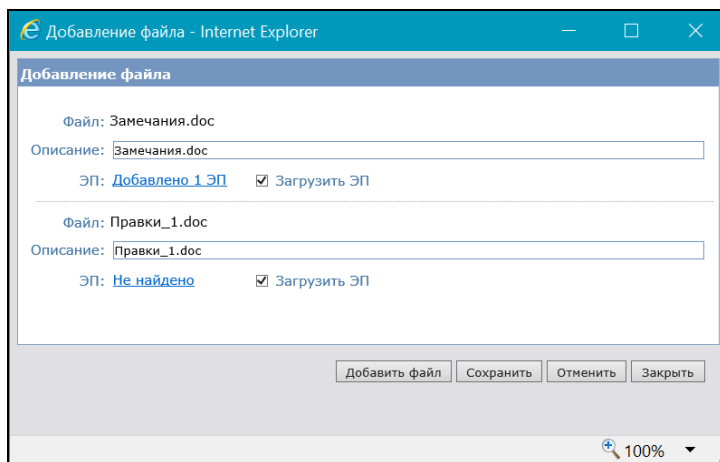 Добавление файла - Internet Explorer
Добавление файла
Файл: Замечания.doc
Описание: Замечания.doc
ЭП: Добавлено 1 ЭП Загрузить ЭП
Файл: Правки_1.doc
Описание: Правки_1.doc
ЭП: Не найдено Загрузить ЭП
Добавить файл Сохранить Отменить Закрыть
100%